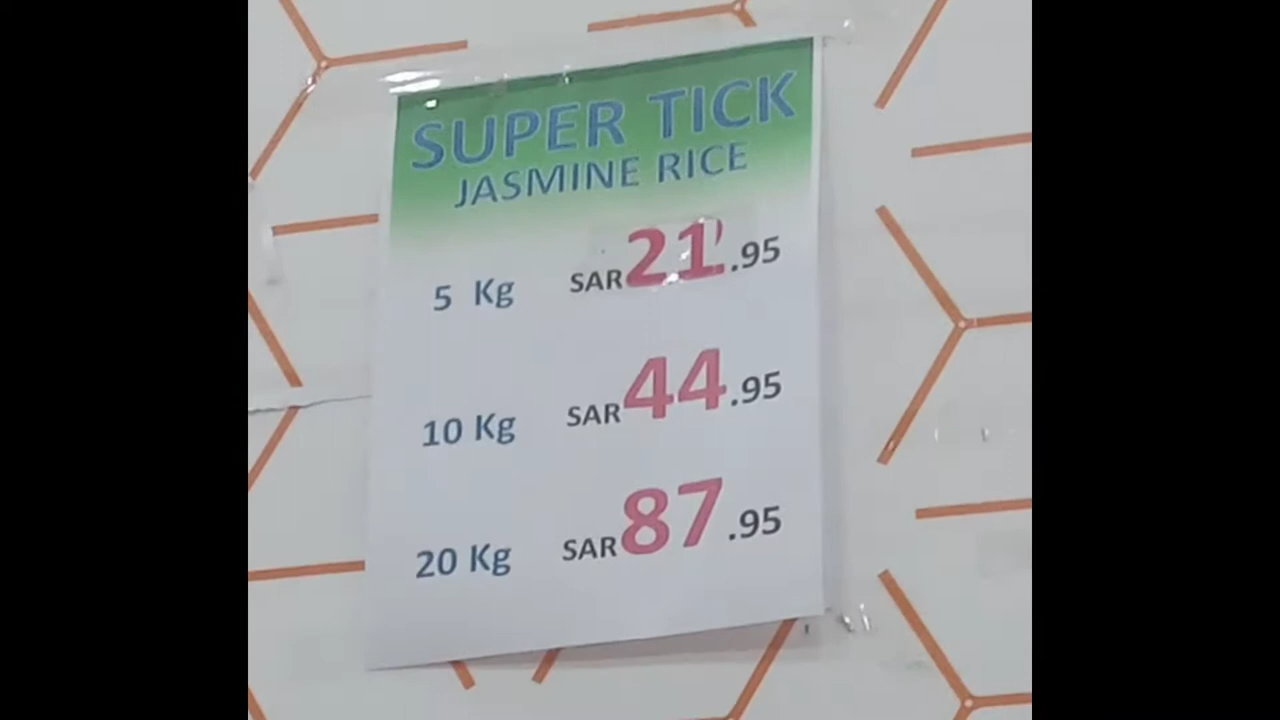 SUPER TICK
JASMINE RICE
5 Kg SAR 21.95
10 Kg SAR 44.95
20 Kg SAR 87.95